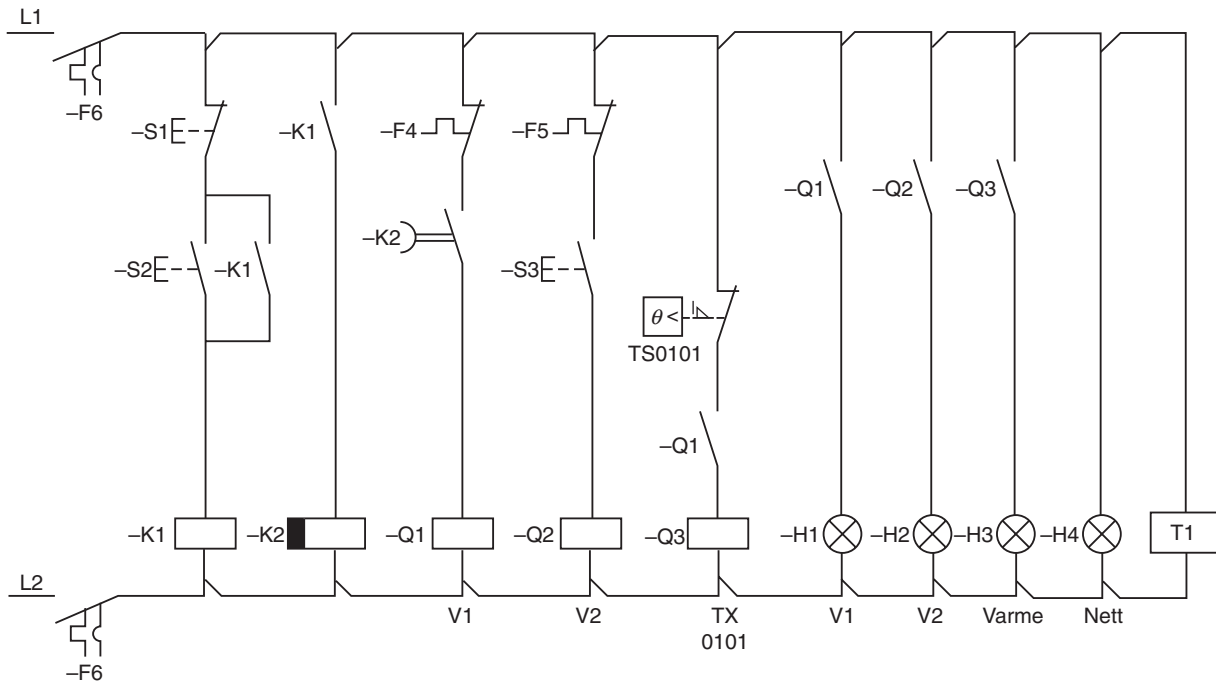 L1
–F6
–S1
–K1
–F4
–F5
–Q1
–Q2
–Q3
–K2
–S2
–K1
–S3
θ <
TS0101
–Q1
–K1
–K2
–Q1
–Q2
–Q3
–H1
–H2
–H3
–H4
T1
L2
V1
V2
TX
0101
V1
V2
Varme
Nett
–F6